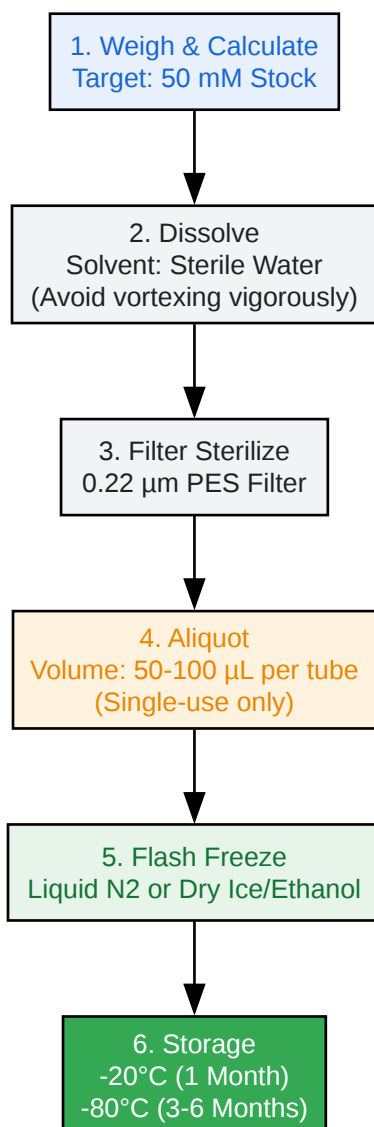 1. Weigh & Calculate
Target: 50 mM Stock
2. Dissolve
Solvent: Sterile Water
(Avoid vortexing vigorously)
3. Filter Sterilize
0.22 µm PES Filter
4. Aliquot
Volume: 50-100 µL per tube
(Single-use only)
5. Flash Freeze
Liquid N2 or Dry Ice/Ethanol
6. Storage
-20°C (1 Month)
-80°C (3-6 Months)